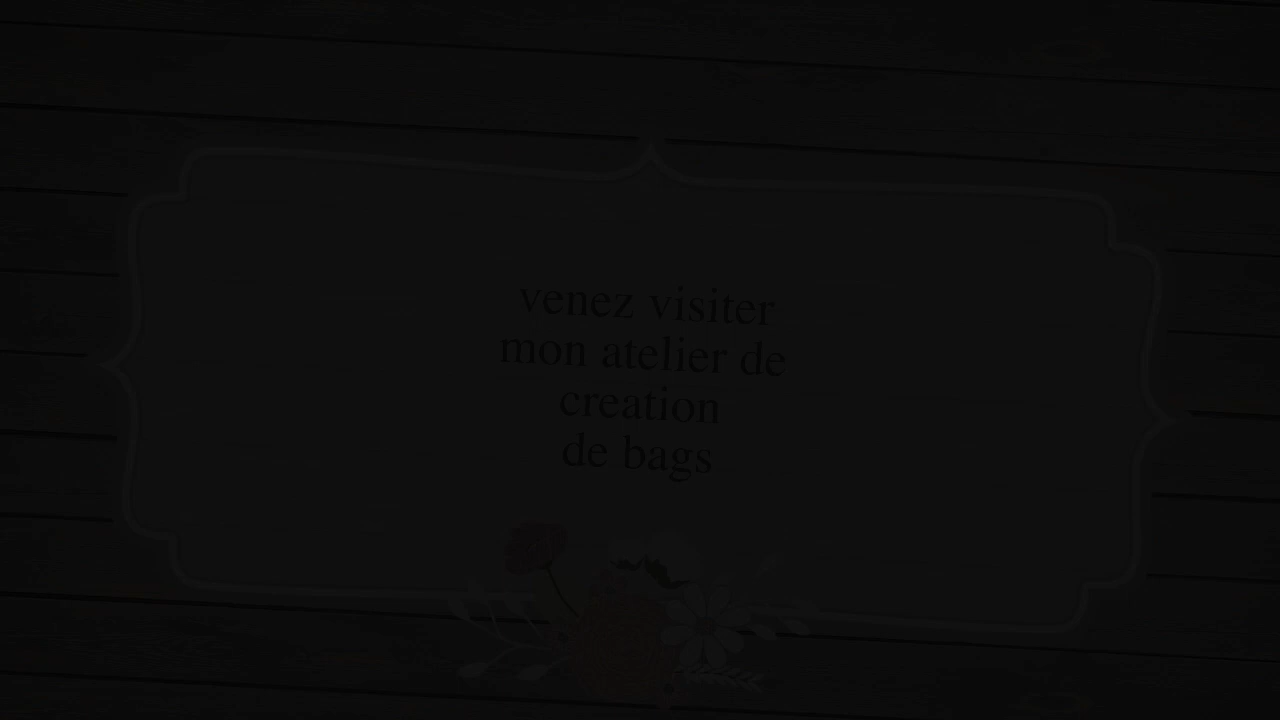 venez visiter
mon atelier de
creation
de bags